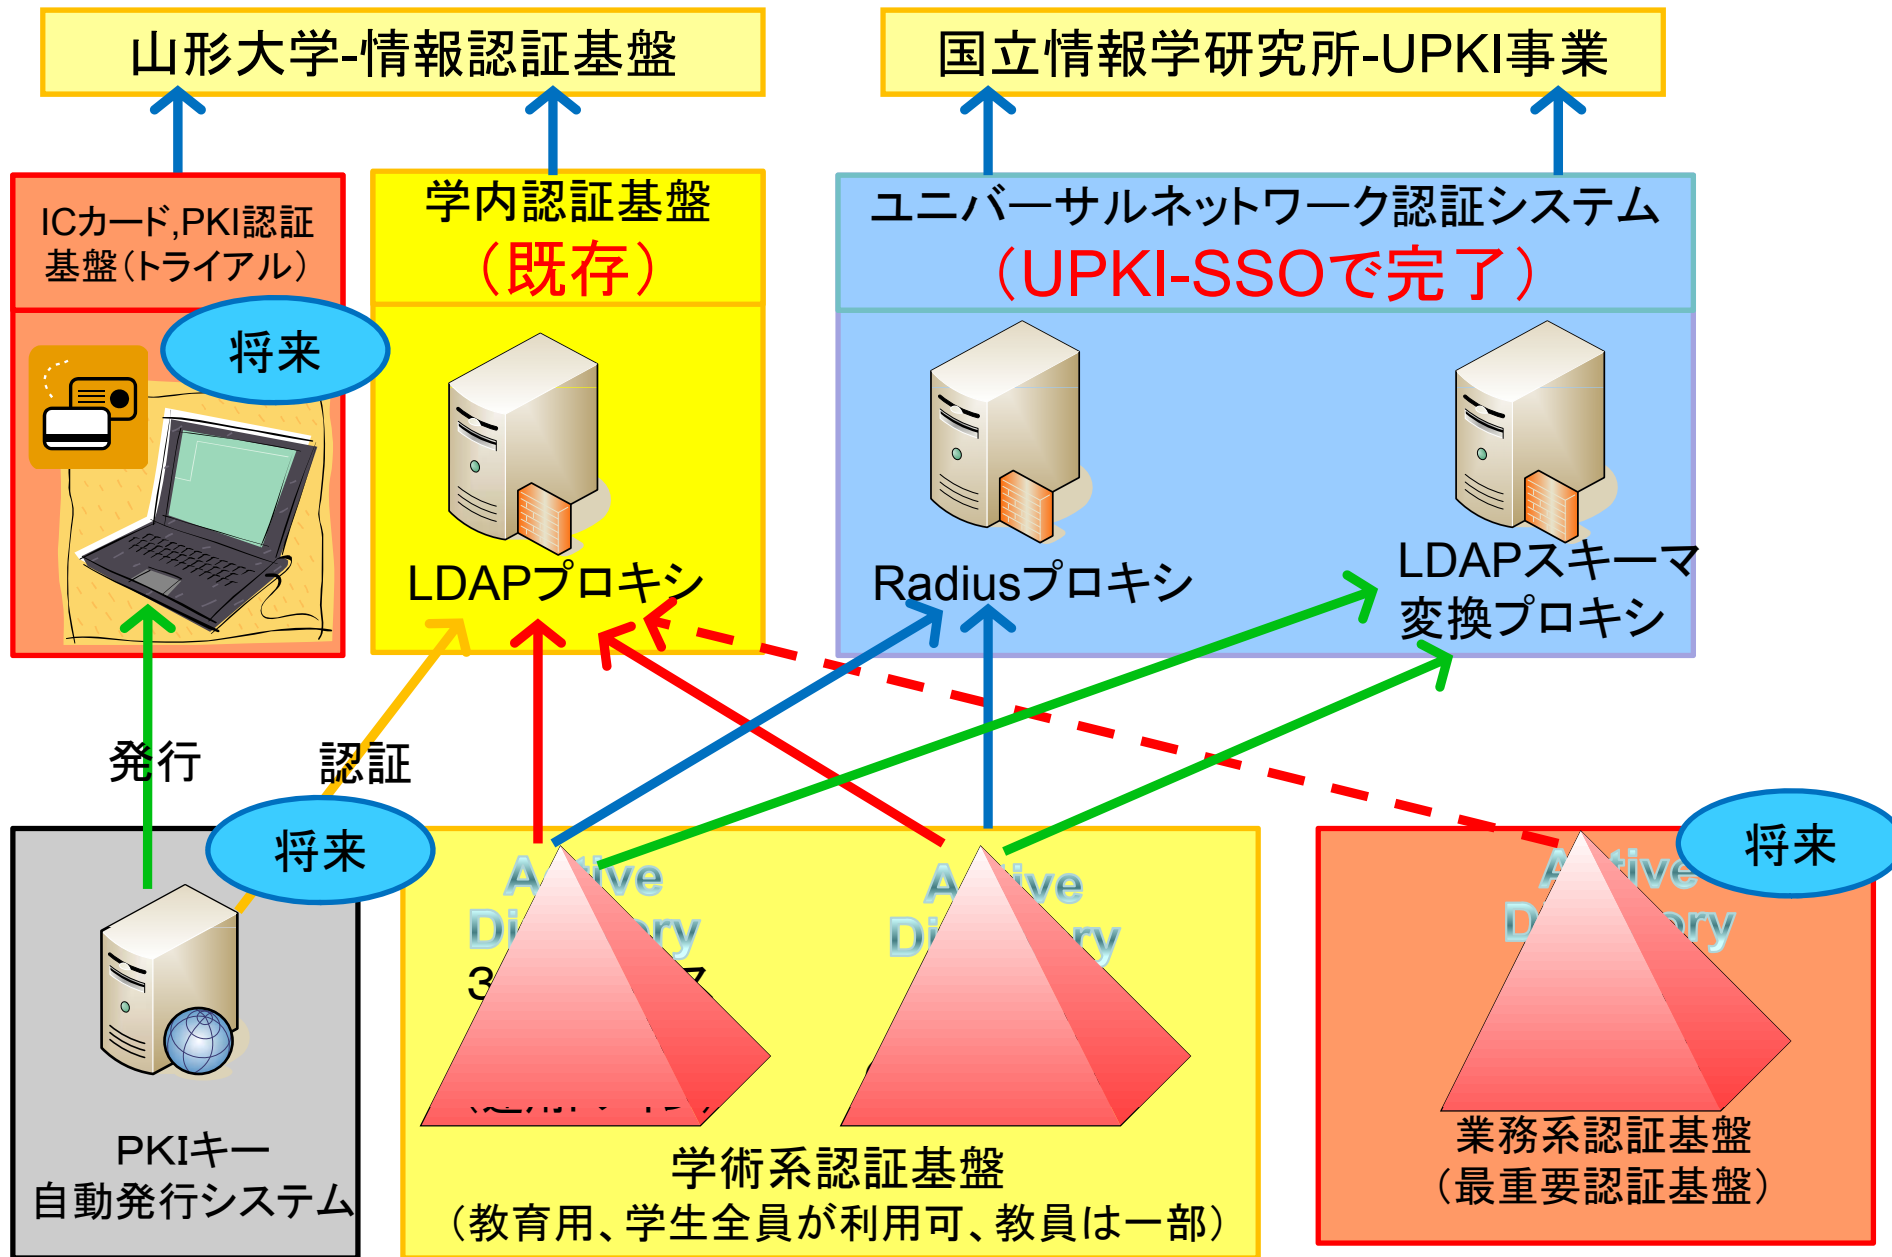 山形大学-情報認証基盤
国立情報学研究所-UPKI事業
ICカード,PKI認証
基盤（トライアル）
学内認証基盤
（既存）
ユニバーサルネットワーク認証システム
（UPKI-SSOで完了）
将来
LDAPプロキシ
Radiusプロキシ
LDAPスキーマ
変換プロキシ
発行
認証
将来
将来
Active
Directory
Active
Directory
Active
Directory
PKIキー
自動発行システム
学術系認証基盤
（教育用、学生全員が利用可、教員は一部）
業務系認証基盤
（最重要認証基盤）